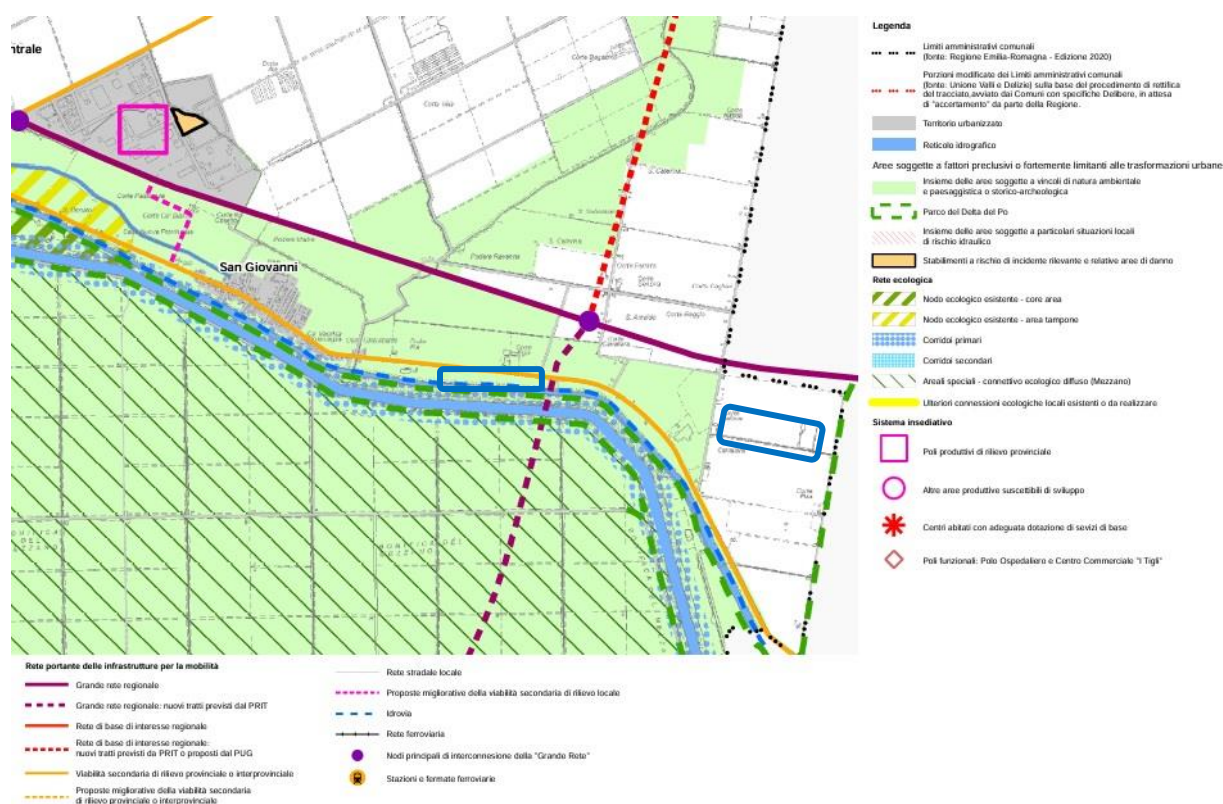 ntrale
San Giovanni
Corte Vela
S. Caterina
Podere Ravenna
Corte Reggio
Legenda
Limiti amministrativi comunali
(fonte: Regione Emilia-Romagna - Edizione 2020)
Porzioni modificate dei Limiti amministrativi comunali
(fonte: Unione Valli e Delizie) sulla base del procedimento di rettifica
del tracciato,avviato dai Comuni con specifiche Delibere, in attesa
di "accertamento" da parte della Regione.
Territorio urbanizzato
Reticolo idrografico
Aree soggette a fattori preclusivi o fortemente limitanti alle trasformazioni urbane
Insieme delle aree soggette a vincoli di natura ambientale
e paesaggistica o storico-archeologica
Parco del Delta del Po
Insieme delle aree soggette a particolari situazioni locali
di rischio idraulico
Stabilimenti a rischio di incidente rilevante e relative aree di danno
Rete ecologica
Nodo ecologico esistente - core area
Nodo ecologico esistente - area tampone
Corridoi primari
Corridoi secondari
Areali speciali - connettivo ecologico diffuso (Mezzano)
Ulteriori connessioni ecologiche locali esistenti o da realizzare
Sistema insediativo
Poli produttivi di rilievo provinciale
Altre aree produttive suscettibili di sviluppo
Centri abitati con adeguata dotazione di sevizi di base
Poli funzionali: Polo Ospedaliero e Centro Commerciale "I Tigli"
Rete portante delle infrastrutture per la mobilità
Grande rete regionale
Grande rete regionale: nuovi tratti previsti dal PRIT
Rete di base di interesse regionale
Rete di base di interesse regionale:
nuovi tratti previsti da PRIT o proposti dal PUG
Viabilità secondaria di rilievo provinciale o interprovinciale
Proposte migliorative della viabilità secondaria
di rilievo provinciale o interprovinciale
Rete stradale locale
Proposte migliorative della viabilità secondaria di rilievo locale
Idrovia
Rete ferroviaria
Nodi principali di interconnesione della "Grande Rete"
Stazioni e fermate ferroviarie